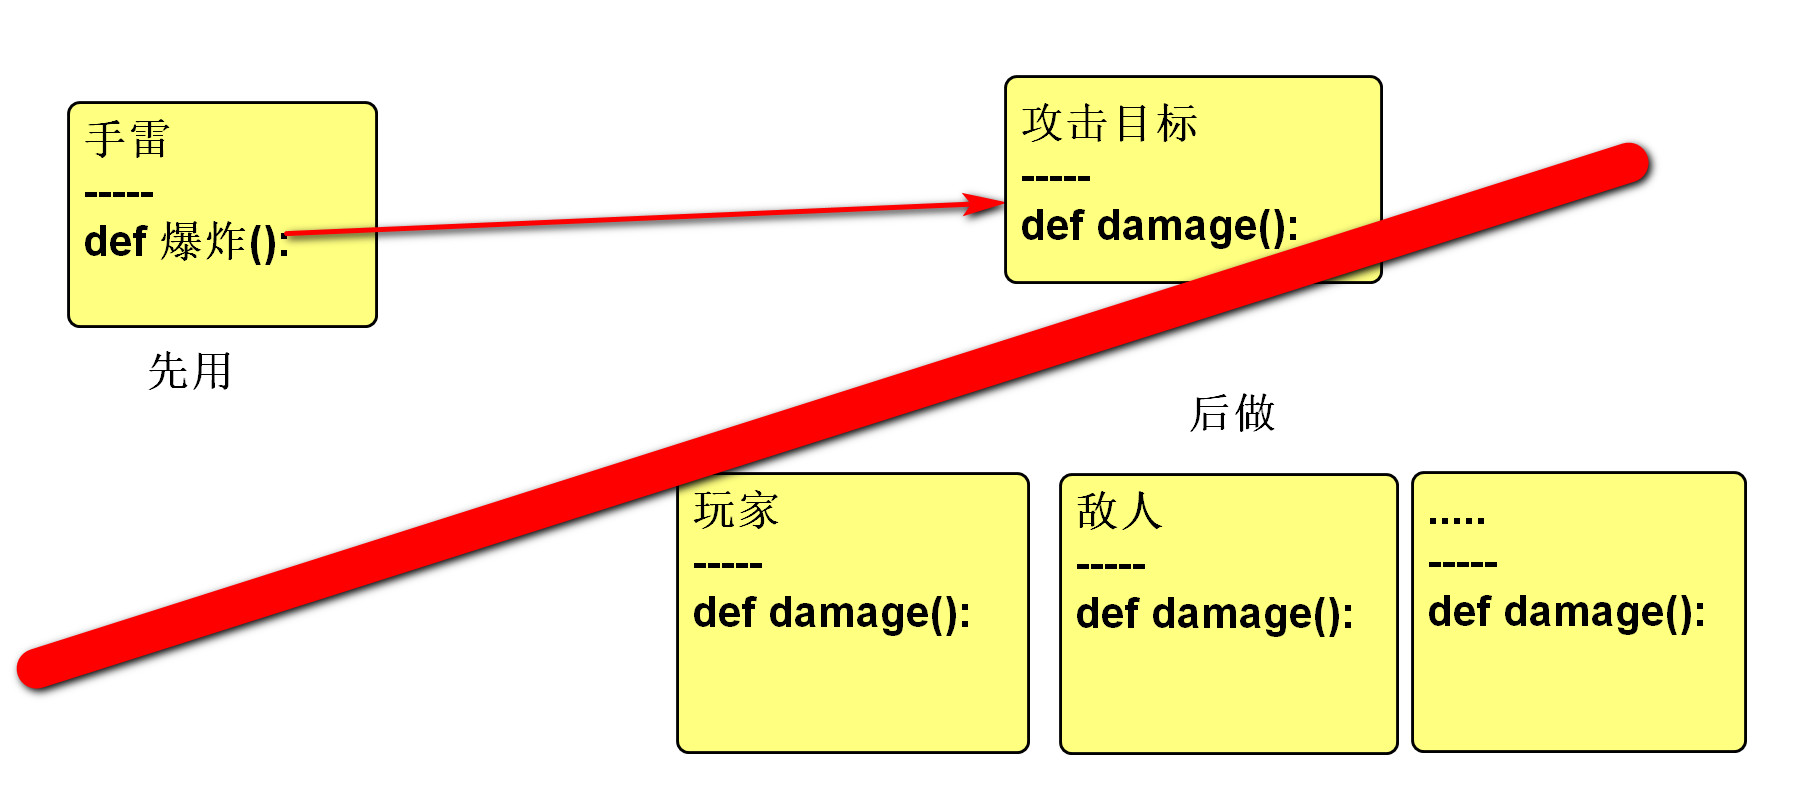 手雷
-----
def 爆炸():
先用
攻击目标
-----
def damage():
后做
玩家
-----
def damage():
敌人
-----
def damage():
.....
-----
def damage():